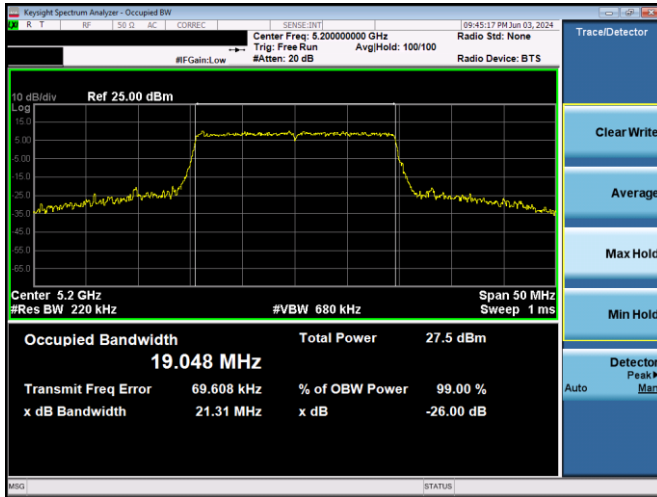 Keysight Spectrum Analyzer - Occupied BW
R T RF 50 Ω AC CORREC SENSE:INT 09:45:17 PM Jun 03, 2024
Center Freq: 5.200000000 GHz Radio Std: None
Trig: Free Run Avg|Hold: 100/100
#IFGain:Low #Atten: 20 dB Radio Device: BTS
Trace/Detector
10 dB/div Ref 25.00 dBm
Log
15.0
5.00
-5.00
-15.0
-25.0
-35.0
-45.0
-55.0
-65.0
Center 5.2 GHz Span 50 MHz
#Res BW 220 kHz #VBW 680 kHz Sweep 1 ms
Occupied Bandwidth Total Power 27.5 dBm
19.048 MHz
Transmit Freq Error 69.608 kHz % of OBW Power 99.00 %
x dB Bandwidth 21.31 MHz x dB -26.00 dB
Clear Write
Average
Max Hold
Min Hold
Detector
Peak
Auto Man
MSG STATUS